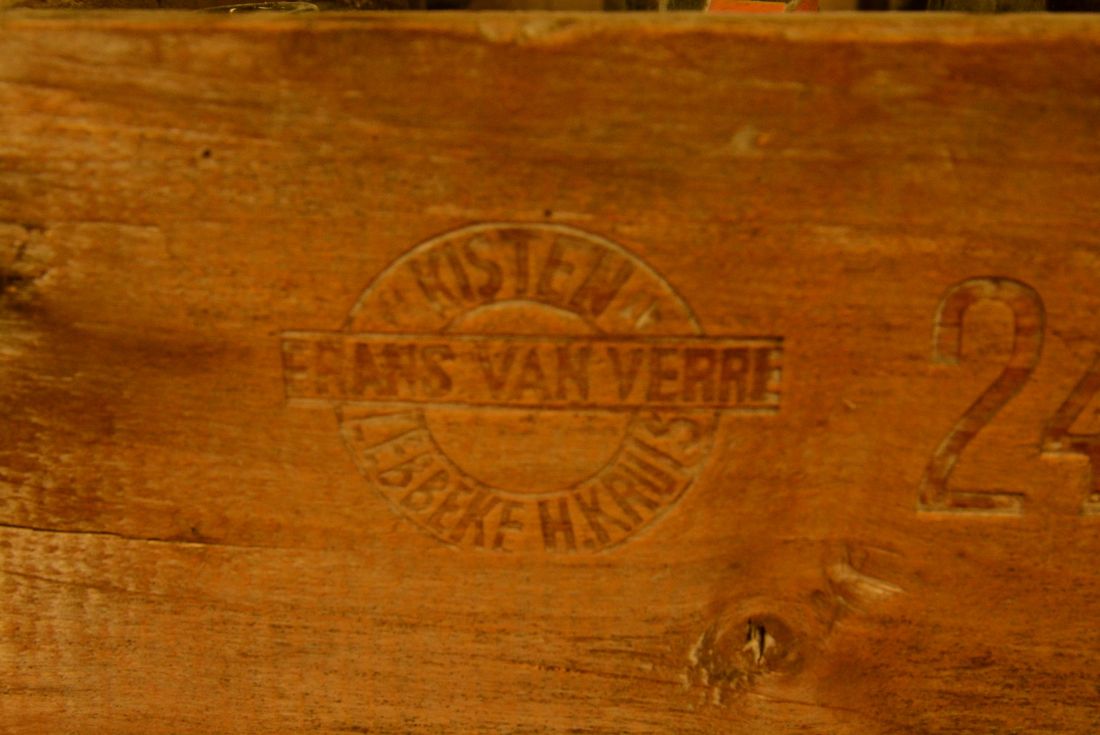 KISTEN
FRANS VAN VERRE
LEBBEKE H.KRUIS
24